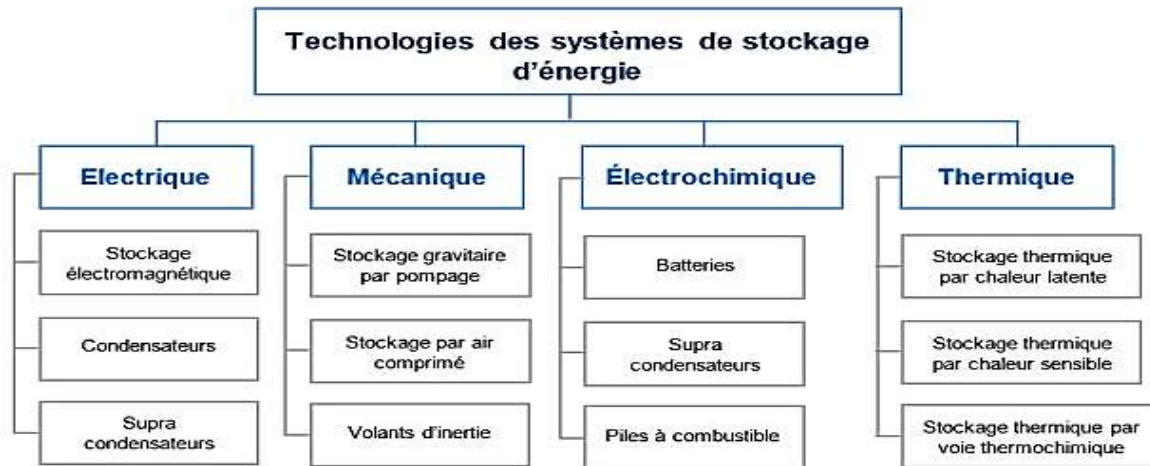 Technologies des systèmes de stockage
d'énergie
Electrique
Mécanique
Électrochimique
Thermique
Stockage
électromagnétique
Condensateurs
Supra
condensateurs
Stockage gravitaire
par pompage
Stockage par air
comprimé
Volants d'inertie
Batteries
Supra
condensateurs
Piles à combustible
Stockage thermique
par chaleur latente
Stockage thermique
par chaleur sensible
Stockage thermique par
voie thermochimique